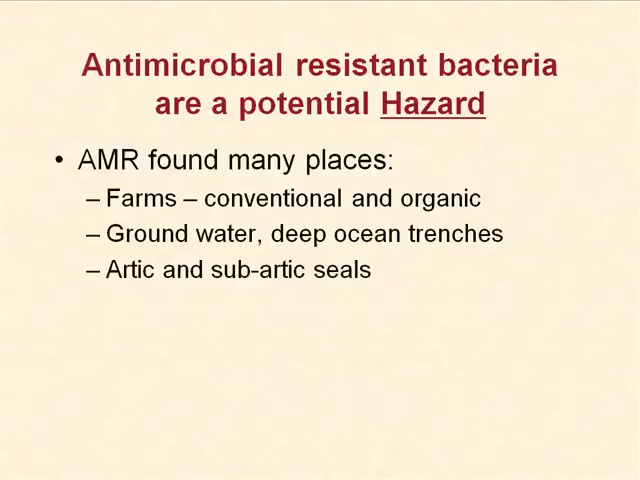 Antimicrobial resistant bacteria
are a potential Hazard
• AMR found many places:
– Farms – conventional and organic
– Ground water, deep ocean trenches
– Artic and sub-artic seals